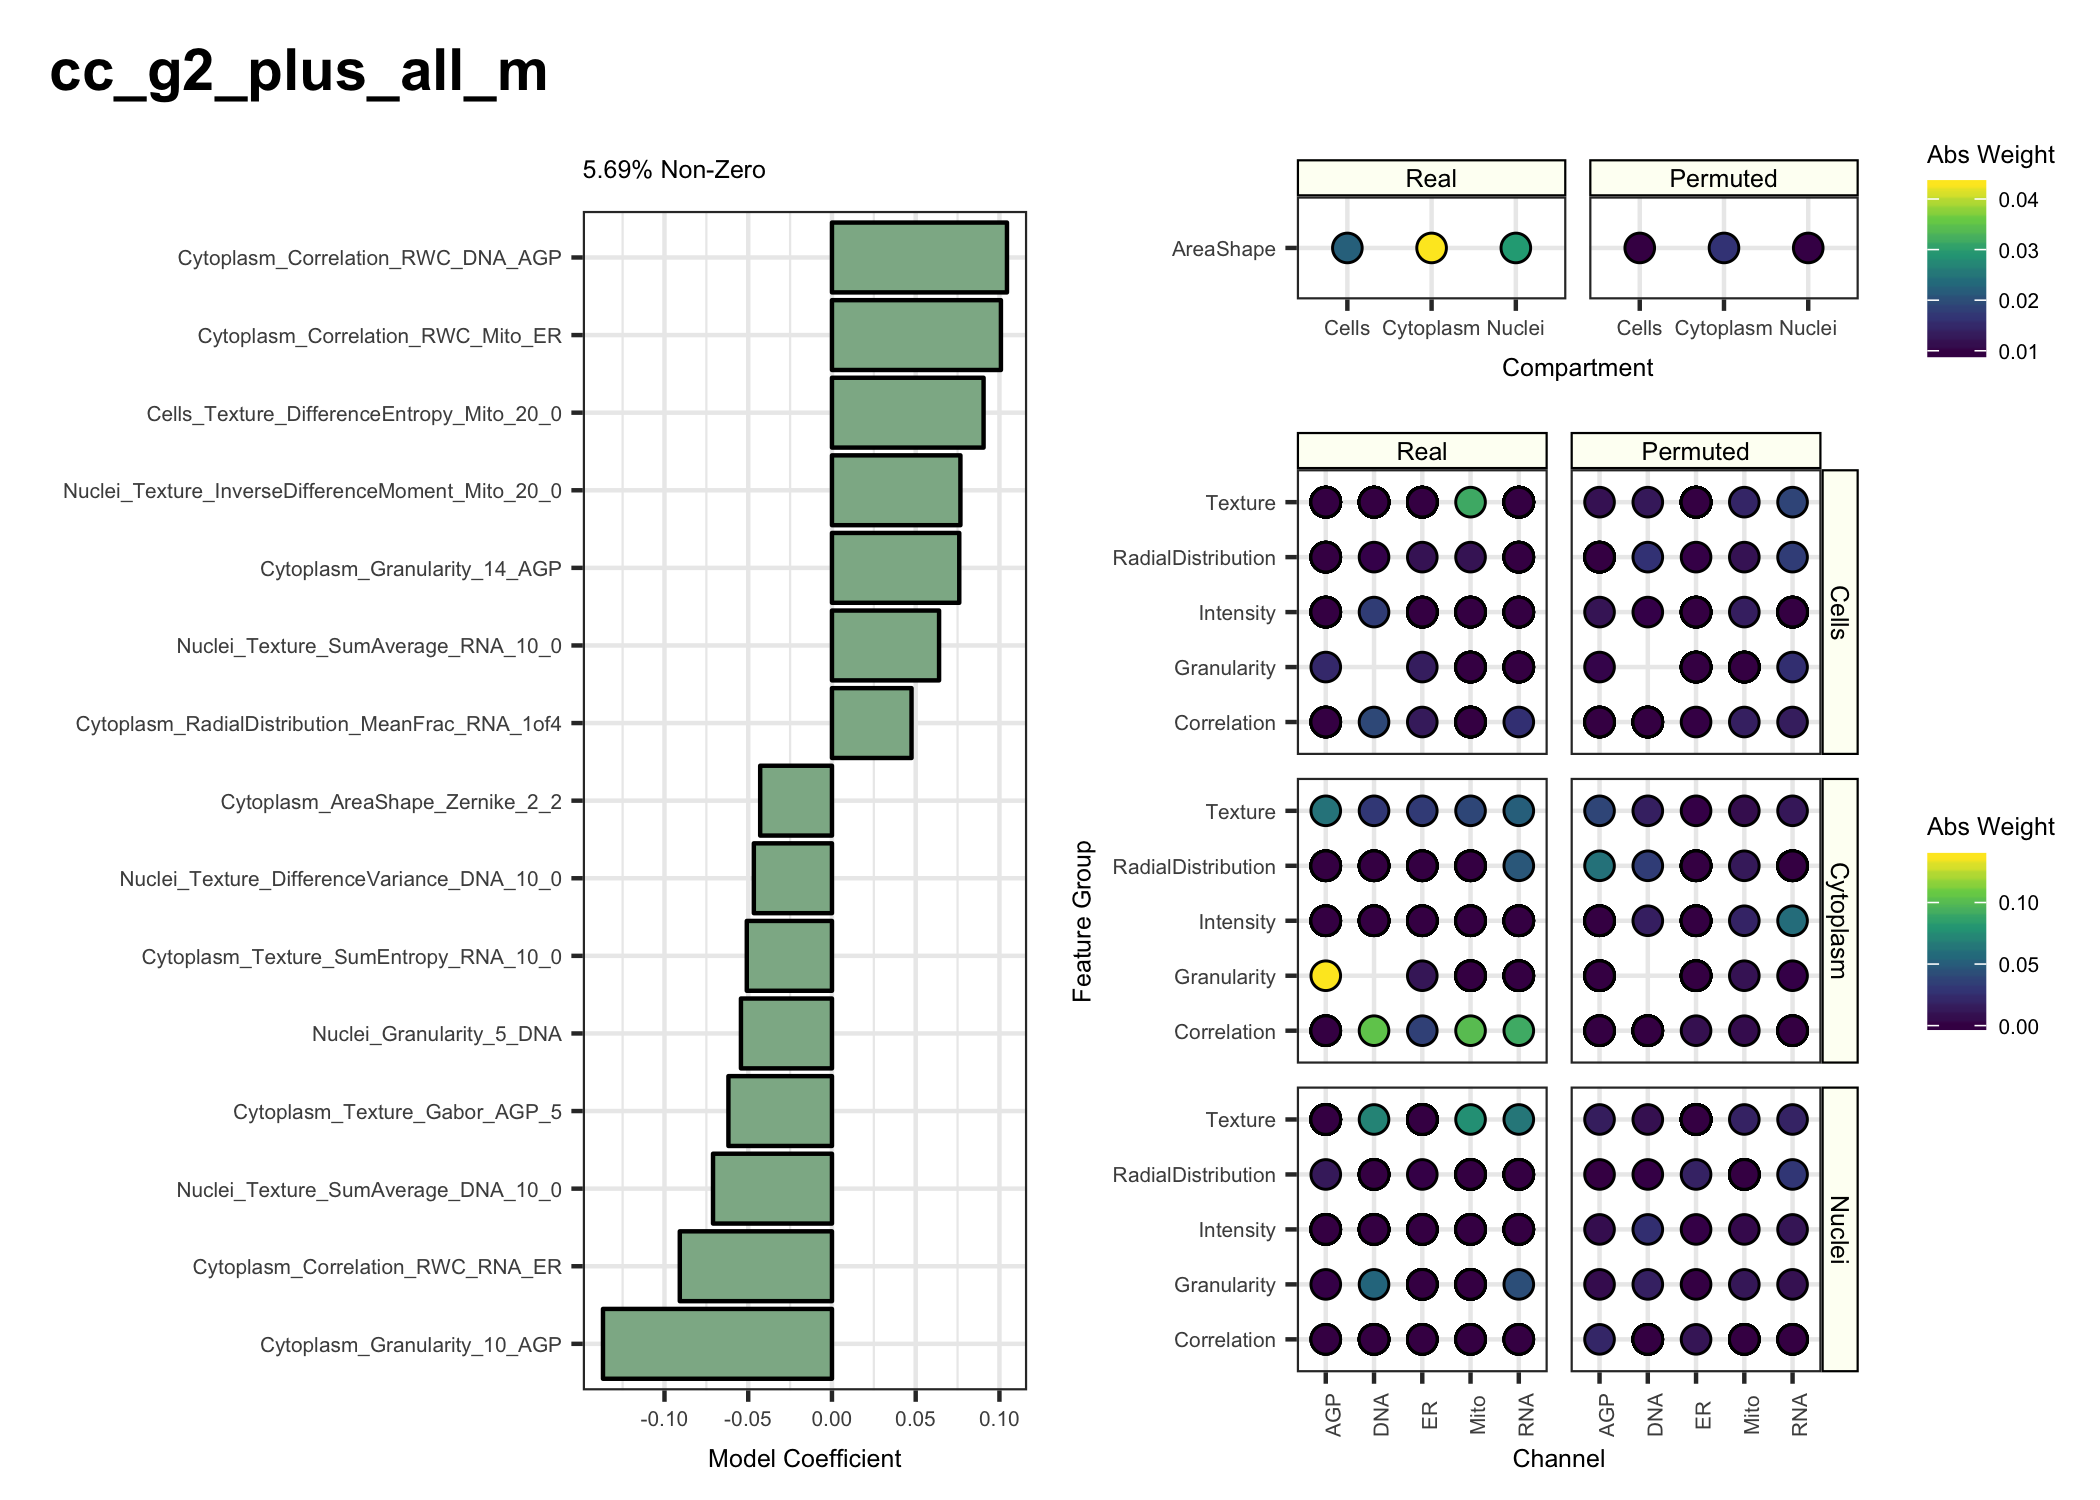 cc_g2_plus_all_m
5.69% Non-Zero
Cytoplasm_Correlation_RWC_DNA_AGP
Cytoplasm_Correlation_RWC_Mito_ER
Cells_Texture_DifferenceEntropy_Mito_20_0
Nuclei_Texture_InverseDifferenceMoment_Mito_20_0
Cytoplasm_Granularity_14_AGP
Nuclei_Texture_SumAverage_RNA_10_0
Cytoplasm_RadialDistribution_MeanFrac_RNA_1of4
Cytoplasm_AreaShape_Zernike_2_2
Nuclei_Texture_DifferenceVariance_DNA_10_0
Cytoplasm_Texture_SumEntropy_RNA_10_0
Nuclei_Granularity_5_DNA
Cytoplasm_Texture_Gabor_AGP_5
Nuclei_Texture_SumAverage_DNA_10_0
Cytoplasm_Correlation_RWC_RNA_ER
Cytoplasm_Granularity_10_AGP
-0.10 -0.05 0.00 0.05 0.10
Model Coefficient
Real Permuted
AreaShape
Cells Cytoplasm Nuclei Cells Cytoplasm Nuclei
Compartment
Abs Weight
0.04
0.03
0.02
0.01
Real Permuted
Feature Group
Texture
RadialDistribution
Intensity
Granularity
Correlation
Cells
Texture
RadialDistribution
Intensity
Granularity
Correlation
Cytoplasm
Texture
RadialDistribution
Intensity
Granularity
Correlation
Nuclei
AGP DNA ER Mito RNA AGP DNA ER Mito RNA
Channel
Abs Weight
0.10
0.05
0.00